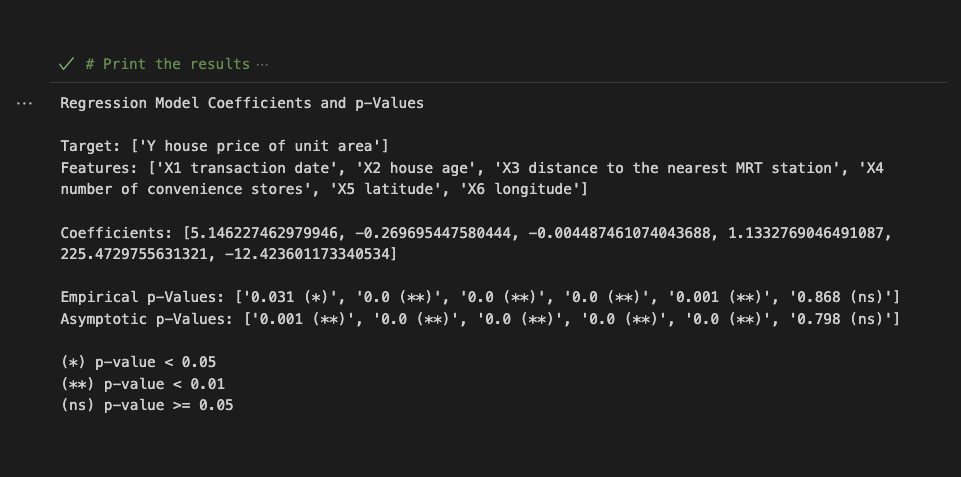 # Print the results ...
...
Regression Model Coefficients and p-Values
Target: ['Y house price of unit area']
Features: ['X1 transaction date', 'X2 house age', 'X3 distance to the nearest MRT station', 'X4
number of convenience stores', 'X5 latitude', 'X6 longitude']
Coefficients: [5.146227462979946, -0.269695447580444, -0.004487461074043688, 1.1332769046491087,
225.4729755631321, -12.423601173340534]
Empirical p-Values: ['0.031 (*)', '0.0 (**)', '0.0 (**)', '0.0 (**)', '0.001 (**)', '0.868 (ns)']
Asymptotic p-Values: ['0.001 (**)', '0.0 (**)', '0.0 (**)', '0.0 (**)', '0.0 (**)', '0.798 (ns)']
(*) p-value < 0.05
(**) p-value < 0.01
(ns) p-value >= 0.05